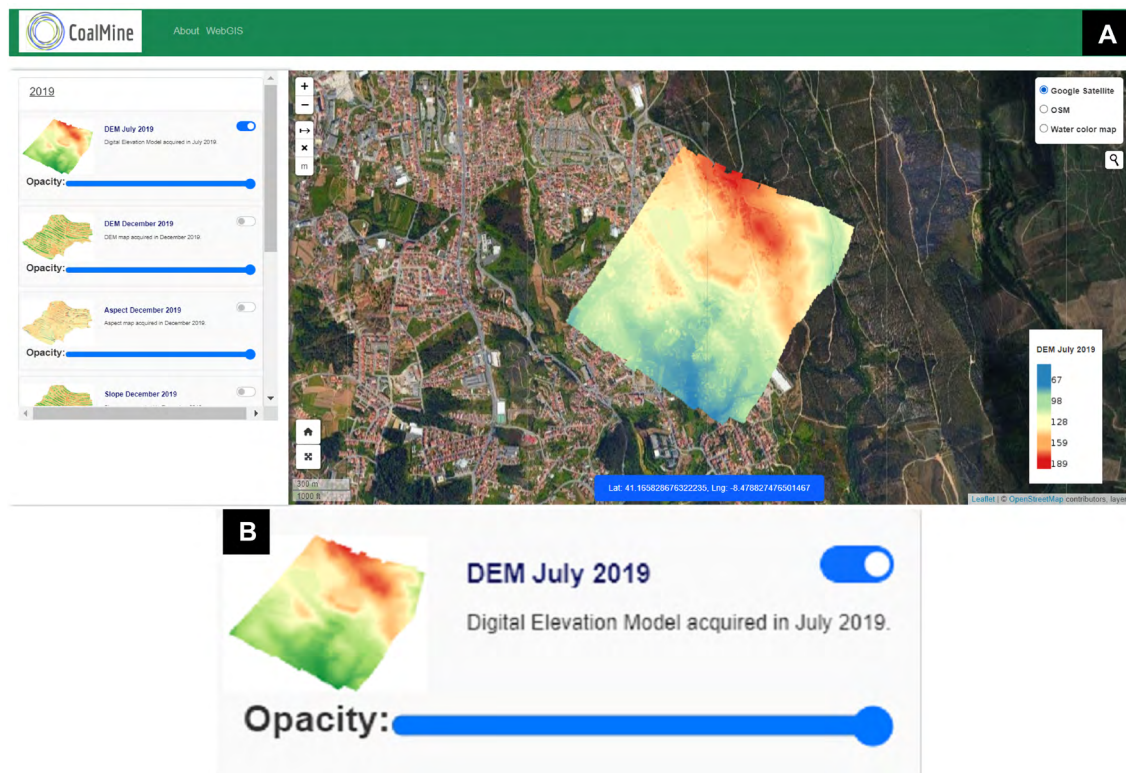 CoalMine
About WebGIS
A
2019
DEM July 2019
Digital Elevation Model acquired in July 2019.
Opacity:
DEM December 2019
DEM map acquired in December 2019.
Opacity:
Aspect December 2019
Aspect map acquired in December 2019.
Opacity:
Slope December 2019
+
−
m
Google Satellite
OSM
Water color map
DEM July 2019
67
98
128
159
189
300 m
1000 ft
Lat: 41.165828676322235, Lng: -8.478827476501467
Leaflet | © OpenStreetMap contributors, layer
B
DEM July 2019
Digital Elevation Model acquired in July 2019.
Opacity: